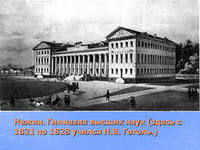 Нежин. Гимназия высших наук (здесь с
1821 по 1828 учился Н.В. Гоголь.)